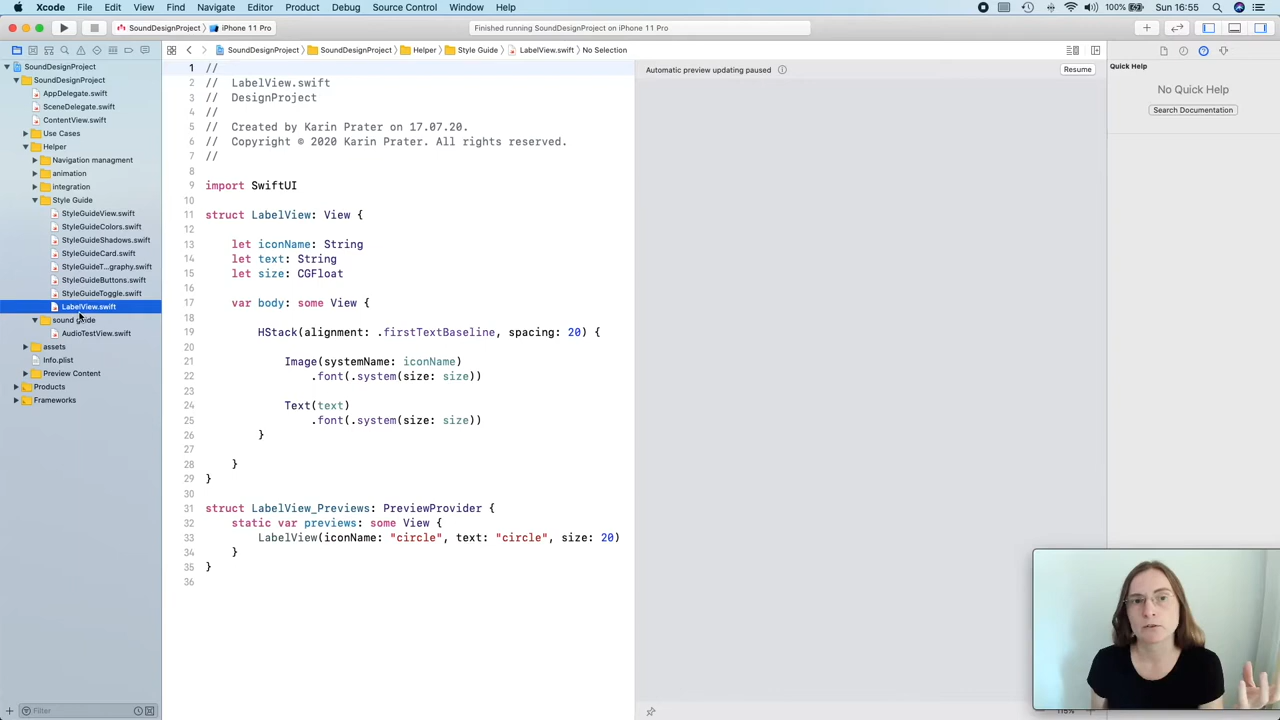 Xcode File Edit View Find Navigate Editor Product Debug Source Control Window Help 100% Sun 16:55
SoundDesignProject iPhone 11 Pro Finished running SoundDesignProject on iPhone 11 Pro
SoundDesignProject SoundDesignProject Helper Style Guide LabelView.swift No Selection
SoundDesignProject
SoundDesignProject
AppDelegate.swift
SceneDelegate.swift
ContentView.swift
Use Cases
Helper
Navigation managment
animation
integration
Style Guide
StyleGuideView.swift
StyleGuideColors.swift
StyleGuideShadows.swift
StyleGuideCard.swift
StyleGuideT...graphy.swift
StyleGuideButtons.swift
StyleGuideToggle.swift
LabelView.swift
sound guide
AudioTestView.swift
assets
Info.plist
Preview Content
Products
Frameworks
Filter
1 //
2 // LabelView.swift
3 // DesignProject
4 //
5 // Created by Karin Prater on 17.07.20.
6 // Copyright © 2020 Karin Prater. All rights reserved.
7 //
8
9 import SwiftUI
10
11 struct LabelView: View {
12
13 let iconName: String
14 let text: String
15 let size: CGFloat
16
17 var body: some View {
18
19 HStack(alignment: .firstTextBaseline, spacing: 20) {
20
21 Image(systemName: iconName)
22 .font(.system(size: size))
23
24 Text(text)
25 .font(.system(size: size))
26 }
27
28 }
29 }
30
31 struct LabelView_Previews: PreviewProvider {
32 static var previews: some View {
33 LabelView(iconName: "circle", text: "circle", size: 20)
34 }
35 }
36
Automatic preview updating paused Resume
Quick Help
No Quick Help
Search Documentation